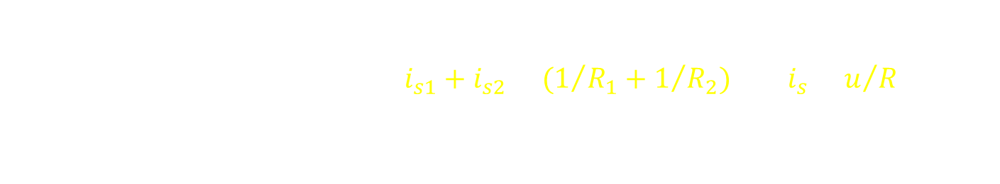 i_{s1} + i_{s2} (1/R_1 + 1/R_2) i_s u/R